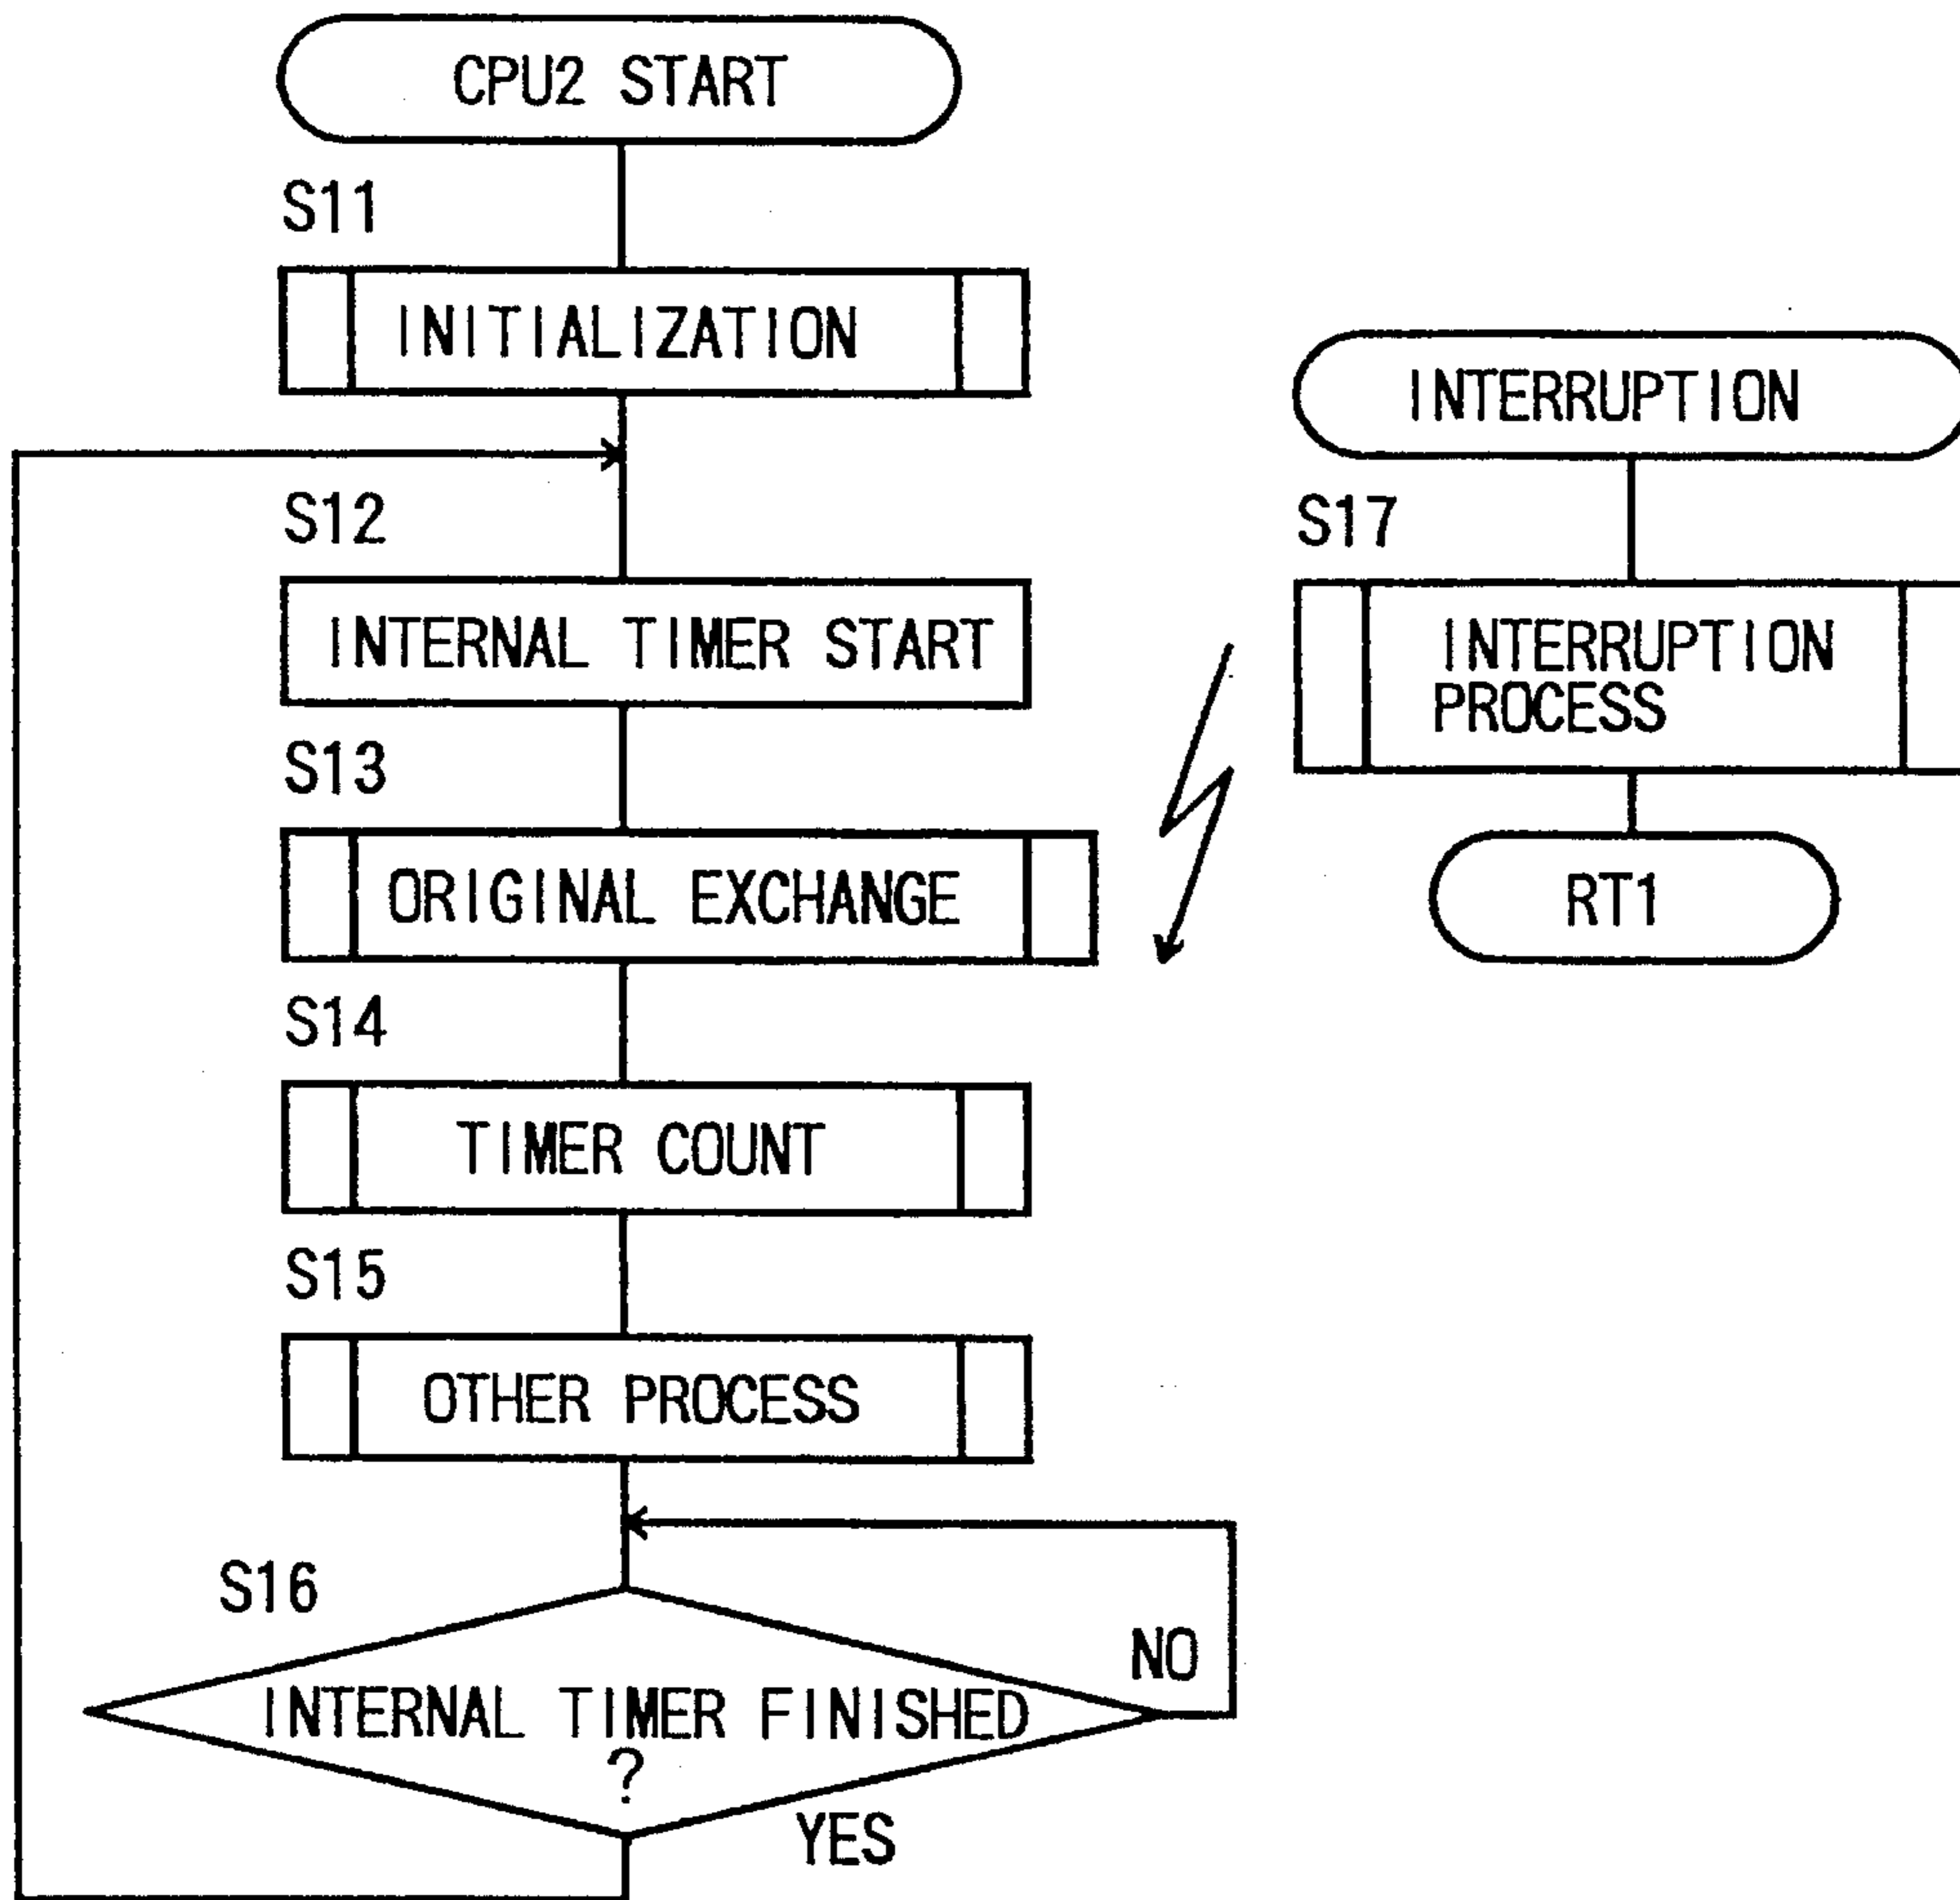 CPU2 START
S11
INITIALIZATION
S12
INTERNAL TIMER START
S13
ORIGINAL EXCHANGE
S14
TIMER COUNT
S15
OTHER PROCESS
S16
INTERNAL TIMER FINISHED
?
NO
YES
INTERRUPTION
S17
INTERRUPTION
PROCESS
RT1